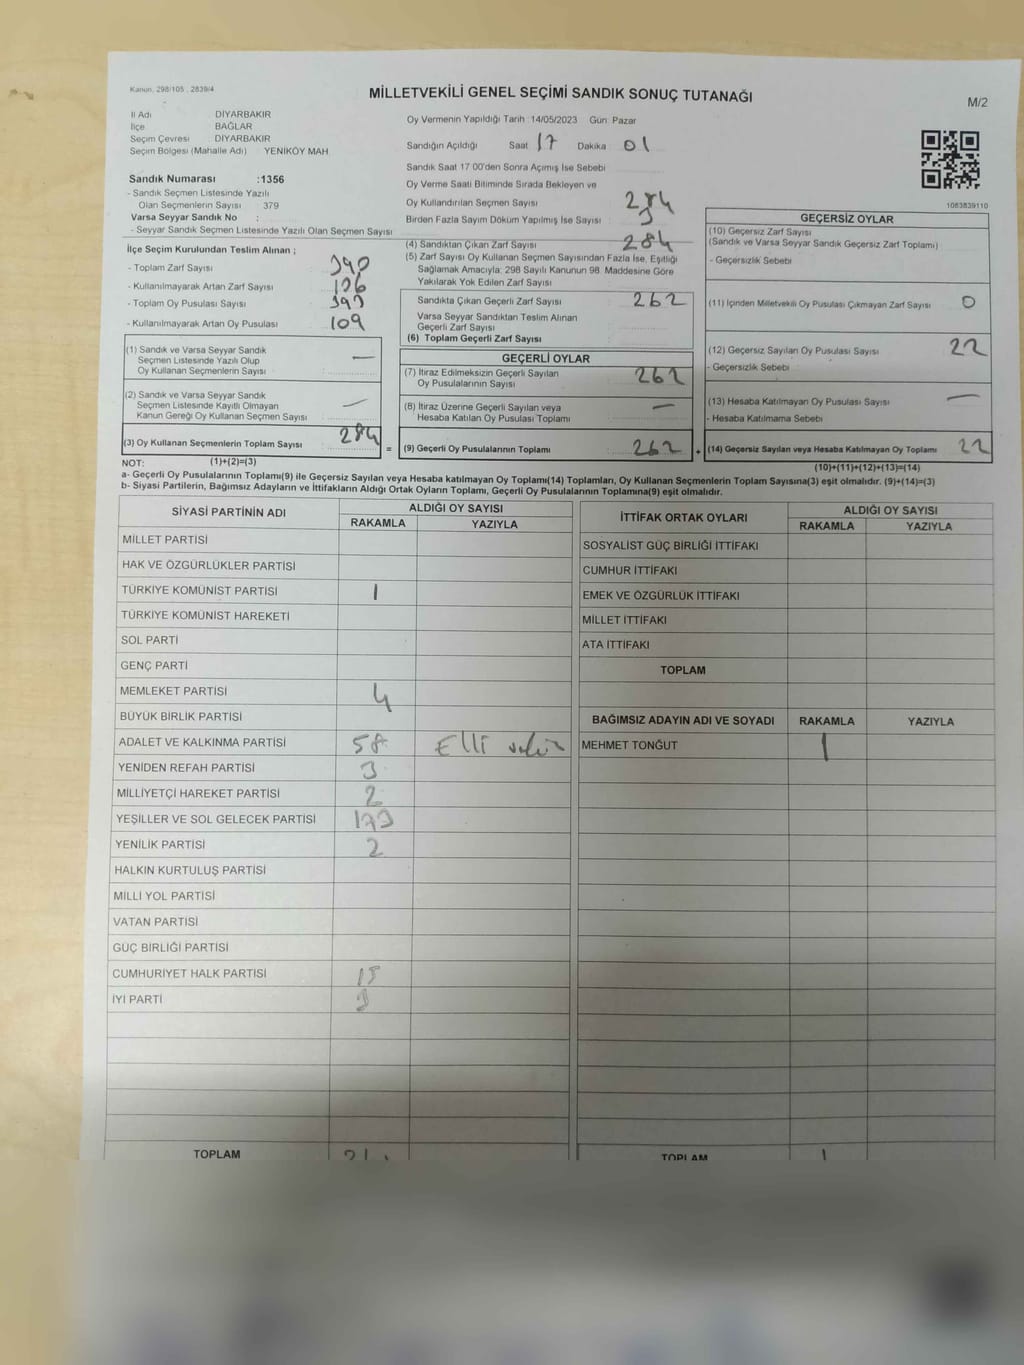 Kanun, 298/105, 2839/4
MİLLETVEKİLİ GENEL SEÇİMİ SANDIK SONUÇ TUTANAĞI
M/2
İl Adı DİYARBAKIR
İlçe BAĞLAR
Seçim Çevresi DİYARBAKIR
Seçim Bölgesi (Mahalle Adı) YENİKÖY MAH.
Sandık Numarası :1356
- Sandık Seçmen Listesinde Yazılı
Olan Seçmenlerin Sayısı : 379
Varsa Seyyar Sandık No :
- Seyyar Sandık Seçmen Listesinde Yazılı Olan Seçmen Sayısı
Oy Vermenin Yapıldığı Tarih :14/05/2023 Gün: Pazar
Sandığın Açıldığı Saat 17 Dakika 01
Sandık Saat 17:00'den Sonra Açılmış İse Sebebi
Oy Verme Saati Bitiminde Sırada Bekleyen ve
Oy Kullandırılan Seçmen Sayısı 284
Birden Fazla Sayım Döküm Yapılmış İse Sayısı
1083839110
İlçe Seçim Kurulundan Teslim Alınan ;
- Toplam Zarf Sayısı 390
- Kullanılmayarak Artan Zarf Sayısı 106
- Toplam Oy Pusulası Sayısı 393
- Kullanılmayarak Artan Oy Pusulası 109
(1) Sandık ve Varsa Seyyar Sandık
Seçmen Listesinde Yazılı Olup
Oy Kullanan Seçmenlerin Sayısı : —
(2) Sandık ve Varsa Seyyar Sandık
Seçmen Listesinde Kayıtlı Olmayan
Kanun Gereği Oy Kullanan Seçmen Sayısı : —
(3) Oy Kullanan Seçmenlerin Toplam Sayısı 284
(4) Sandıktan Çıkan Zarf Sayısı 284
(5) Zarf Sayısı Oy Kullanan Seçmen Sayısından Fazla İse, Eşitliği
Sağlamak Amacıyla; 298 Sayılı Kanunun 98. Maddesine Göre
Yakılarak Yok Edilen Zarf Sayısı
Sandıkta Çıkan Geçerli Zarf Sayısı 262
Varsa Seyyar Sandıktan Teslim Alınan
Geçerli Zarf Sayısı
(6) Toplam Geçerli Zarf Sayısı
GEÇERLİ OYLAR
(7) İtiraz Edilmeksizin Geçerli Sayılan
Oy Pusulalarının Sayısı 262
(8) İtiraz Üzerine Geçerli Sayılan veya
Hesaba Katılan Oy Pusulası Toplamı —
= (9) Geçerli Oy Pusulalarının Toplamı 262 +
GEÇERSİZ OYLAR
(10) Geçersiz Zarf Sayısı
(Sandık ve Varsa Seyyar Sandık Geçersiz Zarf Toplamı)
- Geçersizlik Sebebi
(11) İçinden Milletvekili Oy Pusulası Çıkmayan Zarf Sayısı 0
(12) Geçersiz Sayılan Oy Pusulası Sayısı 22
- Geçersizlik Sebebi
(13) Hesaba Katılmayan Oy Pusulası Sayısı —
- Hesaba Katılmama Sebebi
(14) Geçersiz Sayılan veya Hesaba Katılmayan Oy Toplamı 22
NOT: (1)+(2)=(3)
(10)+(11)+(12)+(13)=(14)
a- Geçerli Oy Pusulalarının Toplamı(9) ile Geçersiz Sayılan veya Hesaba katılmayan Oy Toplamı(14) Toplamları, Oy Kullanan Seçmenlerin Toplam Sayısına(3) eşit olmalıdır. (9)+(14)=(3)
b- Siyasi Partilerin, Bağımsız Adayların ve İttifakların Aldığı Ortak Oyların Toplamı, Geçerli Oy Pusulalarının Toplamına(9) eşit olmalıdır.
SİYASİ PARTİNİN ADI ALDIĞI OY SAYISI
RAKAMLA YAZIYLA
MİLLET PARTİSİ
HAK VE ÖZGÜRLÜKLER PARTİSİ
TÜRKİYE KOMÜNİST PARTİSİ 1
TÜRKİYE KOMÜNİST HAREKETİ
SOL PARTİ
GENÇ PARTİ
MEMLEKET PARTİSİ 4
BÜYÜK BİRLİK PARTİSİ
ADALET VE KALKINMA PARTİSİ 58 Elli sekiz
YENİDEN REFAH PARTİSİ 3
MİLLİYETÇİ HAREKET PARTİSİ 2
YEŞİLLER VE SOL GELECEK PARTİSİ 173
YENİLİK PARTİSİ 2
HALKIN KURTULUŞ PARTİSİ
MİLLİ YOL PARTİSİ
VATAN PARTİSİ
GÜÇ BİRLİĞİ PARTİSİ
CUMHURİYET HALK PARTİSİ 15
İYİ PARTİ 3
TOPLAM
İTTİFAK ORTAK OYLARI ALDIĞI OY SAYISI
RAKAMLA YAZIYLA
SOSYALİST GÜÇ BİRLİĞİ İTTİFAKI
CUMHUR İTTİFAKI
EMEK VE ÖZGÜRLÜK İTTİFAKI
MİLLET İTTİFAKI
ATA İTTİFAKI
TOPLAM
BAĞIMSIZ ADAYIN ADI VE SOYADI RAKAMLA YAZIYLA
MEHMET TONĞUT 1
TOPLAM 1